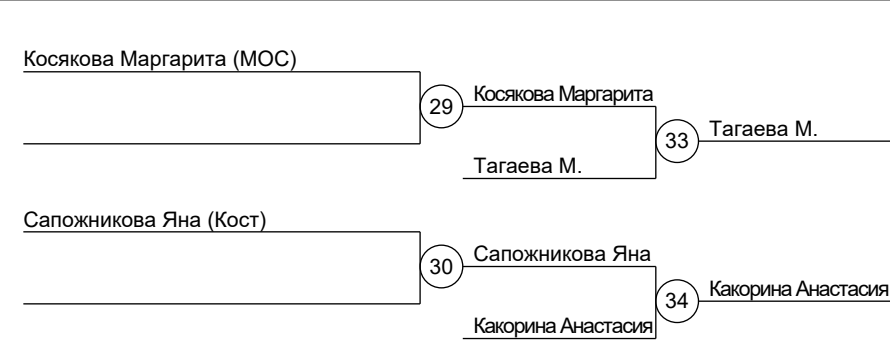 Косякова Маргарита (МОС)
29
Косякова Маргарита
33
Тагаева М.
Тагаева М.
Сапожникова Яна (Кост)
30
Сапожникова Яна
34
Какорина Анастасия
Какорина Анастасия